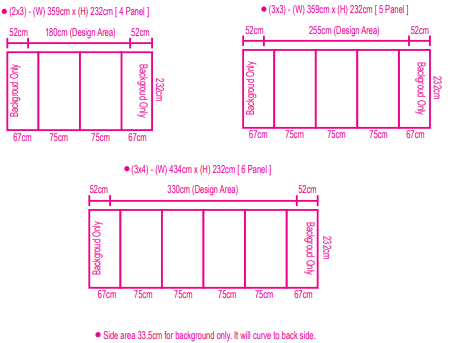 (2x3) - (W) 359cm x (H) 232cm [ 4 Panel ]
52cm 180cm (Design Area) 52cm
Backgroud Only Backgroud Only 232cm
67cm 75cm 75cm 67cm
(3x3) - (W) 359cm x (H) 232cm [ 5 Panel ]
52cm 255cm (Design Area) 52cm
Backgroud Only Backgroud Only 232cm
67cm 75cm 75cm 75cm 67cm
(3x4) - (W) 434cm x (H) 232cm [ 6 Panel ]
52cm 330cm (Design Area) 52cm
Backgroud Only Backgroud Only 232cm
67cm 75cm 75cm 75cm 75cm 67cm
Side area 33.5cm for background only. It will curve to back side.